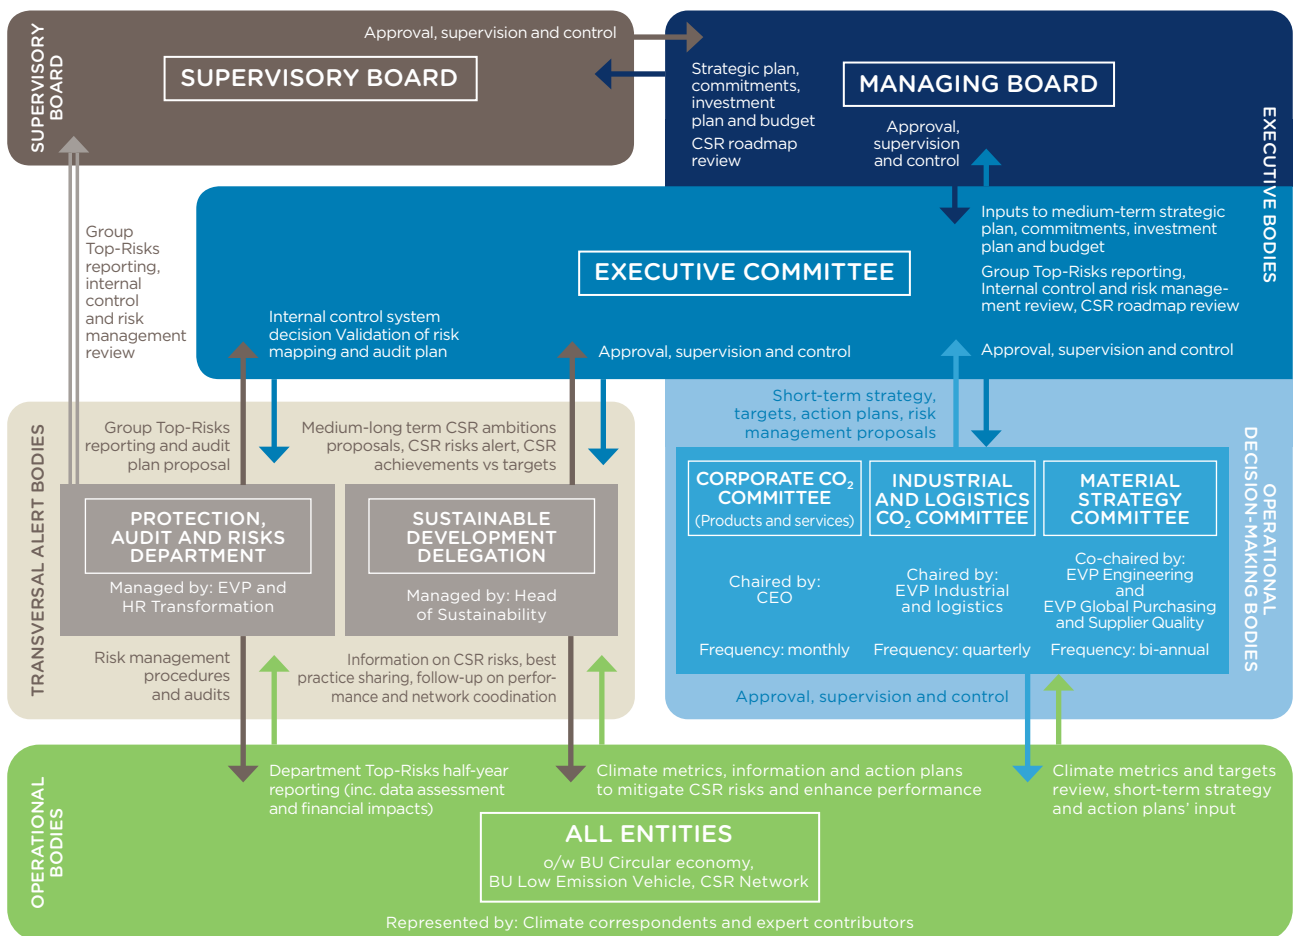 SUPERVISORY
BOARD
Approval, supervision and control
SUPERVISORY BOARD
Strategic plan,
commitments,
investment
plan and budget
CSR roadmap
review
MANAGING BOARD
Approval,
supervision
and control
EXECUTIVE BODIES
Group
Top-Risks
reporting,
internal
control
and risk
management
review
EXECUTIVE COMMITTEE
Inputs to medium-term strategic
plan, commitments, investment
plan and budget
Group Top-Risks reporting,
Internal control and risk manage-
ment review, CSR roadmap review
Internal control system
decision Validation of risk
mapping and audit plan
Approval, supervision and control
Approval, supervision and control
TRANSVERSAL ALERT BODIES
Group Top-Risks
reporting and audit
plan proposal
Medium-long term CSR ambitions
proposals, CSR risks alert, CSR
achievements vs targets
PROTECTION,
AUDIT AND RISKS
DEPARTMENT
Managed by: EVP and
HR Transformation
SUSTAINABLE
DEVELOPMENT
DELEGATION
Managed by: Head
of Sustainability
Risk management
procedures
and audits
Information on CSR risks, best
practice sharing, follow-up on perfor-
mance and network coodination
Short-term strategy,
targets, action plans, risk
management proposals
CORPORATE CO₂
COMMITTEE
(Products and services)
Chaired by:
CEO
Frequency: monthly
INDUSTRIAL
AND LOGISTICS
CO₂ COMMITTEE
Chaired by:
EVP Industrial
and logistics
Frequency: quarterly
MATERIAL
STRATEGY
COMMITTEE
Co-chaired by:
EVP Engineering
and
EVP Global Purchasing
and Supplier Quality
Frequency: bi-annual
Approval, supervision and control
OPERATIONAL
DECISION-MAKING BODIES
OPERATIONAL
BODIES
Department Top-Risks half-year
reporting (inc. data assessment
and financial impacts)
Climate metrics, information and action plans
to mitigate CSR risks and enhance performance
Climate metrics and targets
review, short-term strategy
and action plans' input
ALL ENTITIES
o/w BU Circular economy,
BU Low Emission Vehicle, CSR Network
Represented by: Climate correspondents and expert contributors